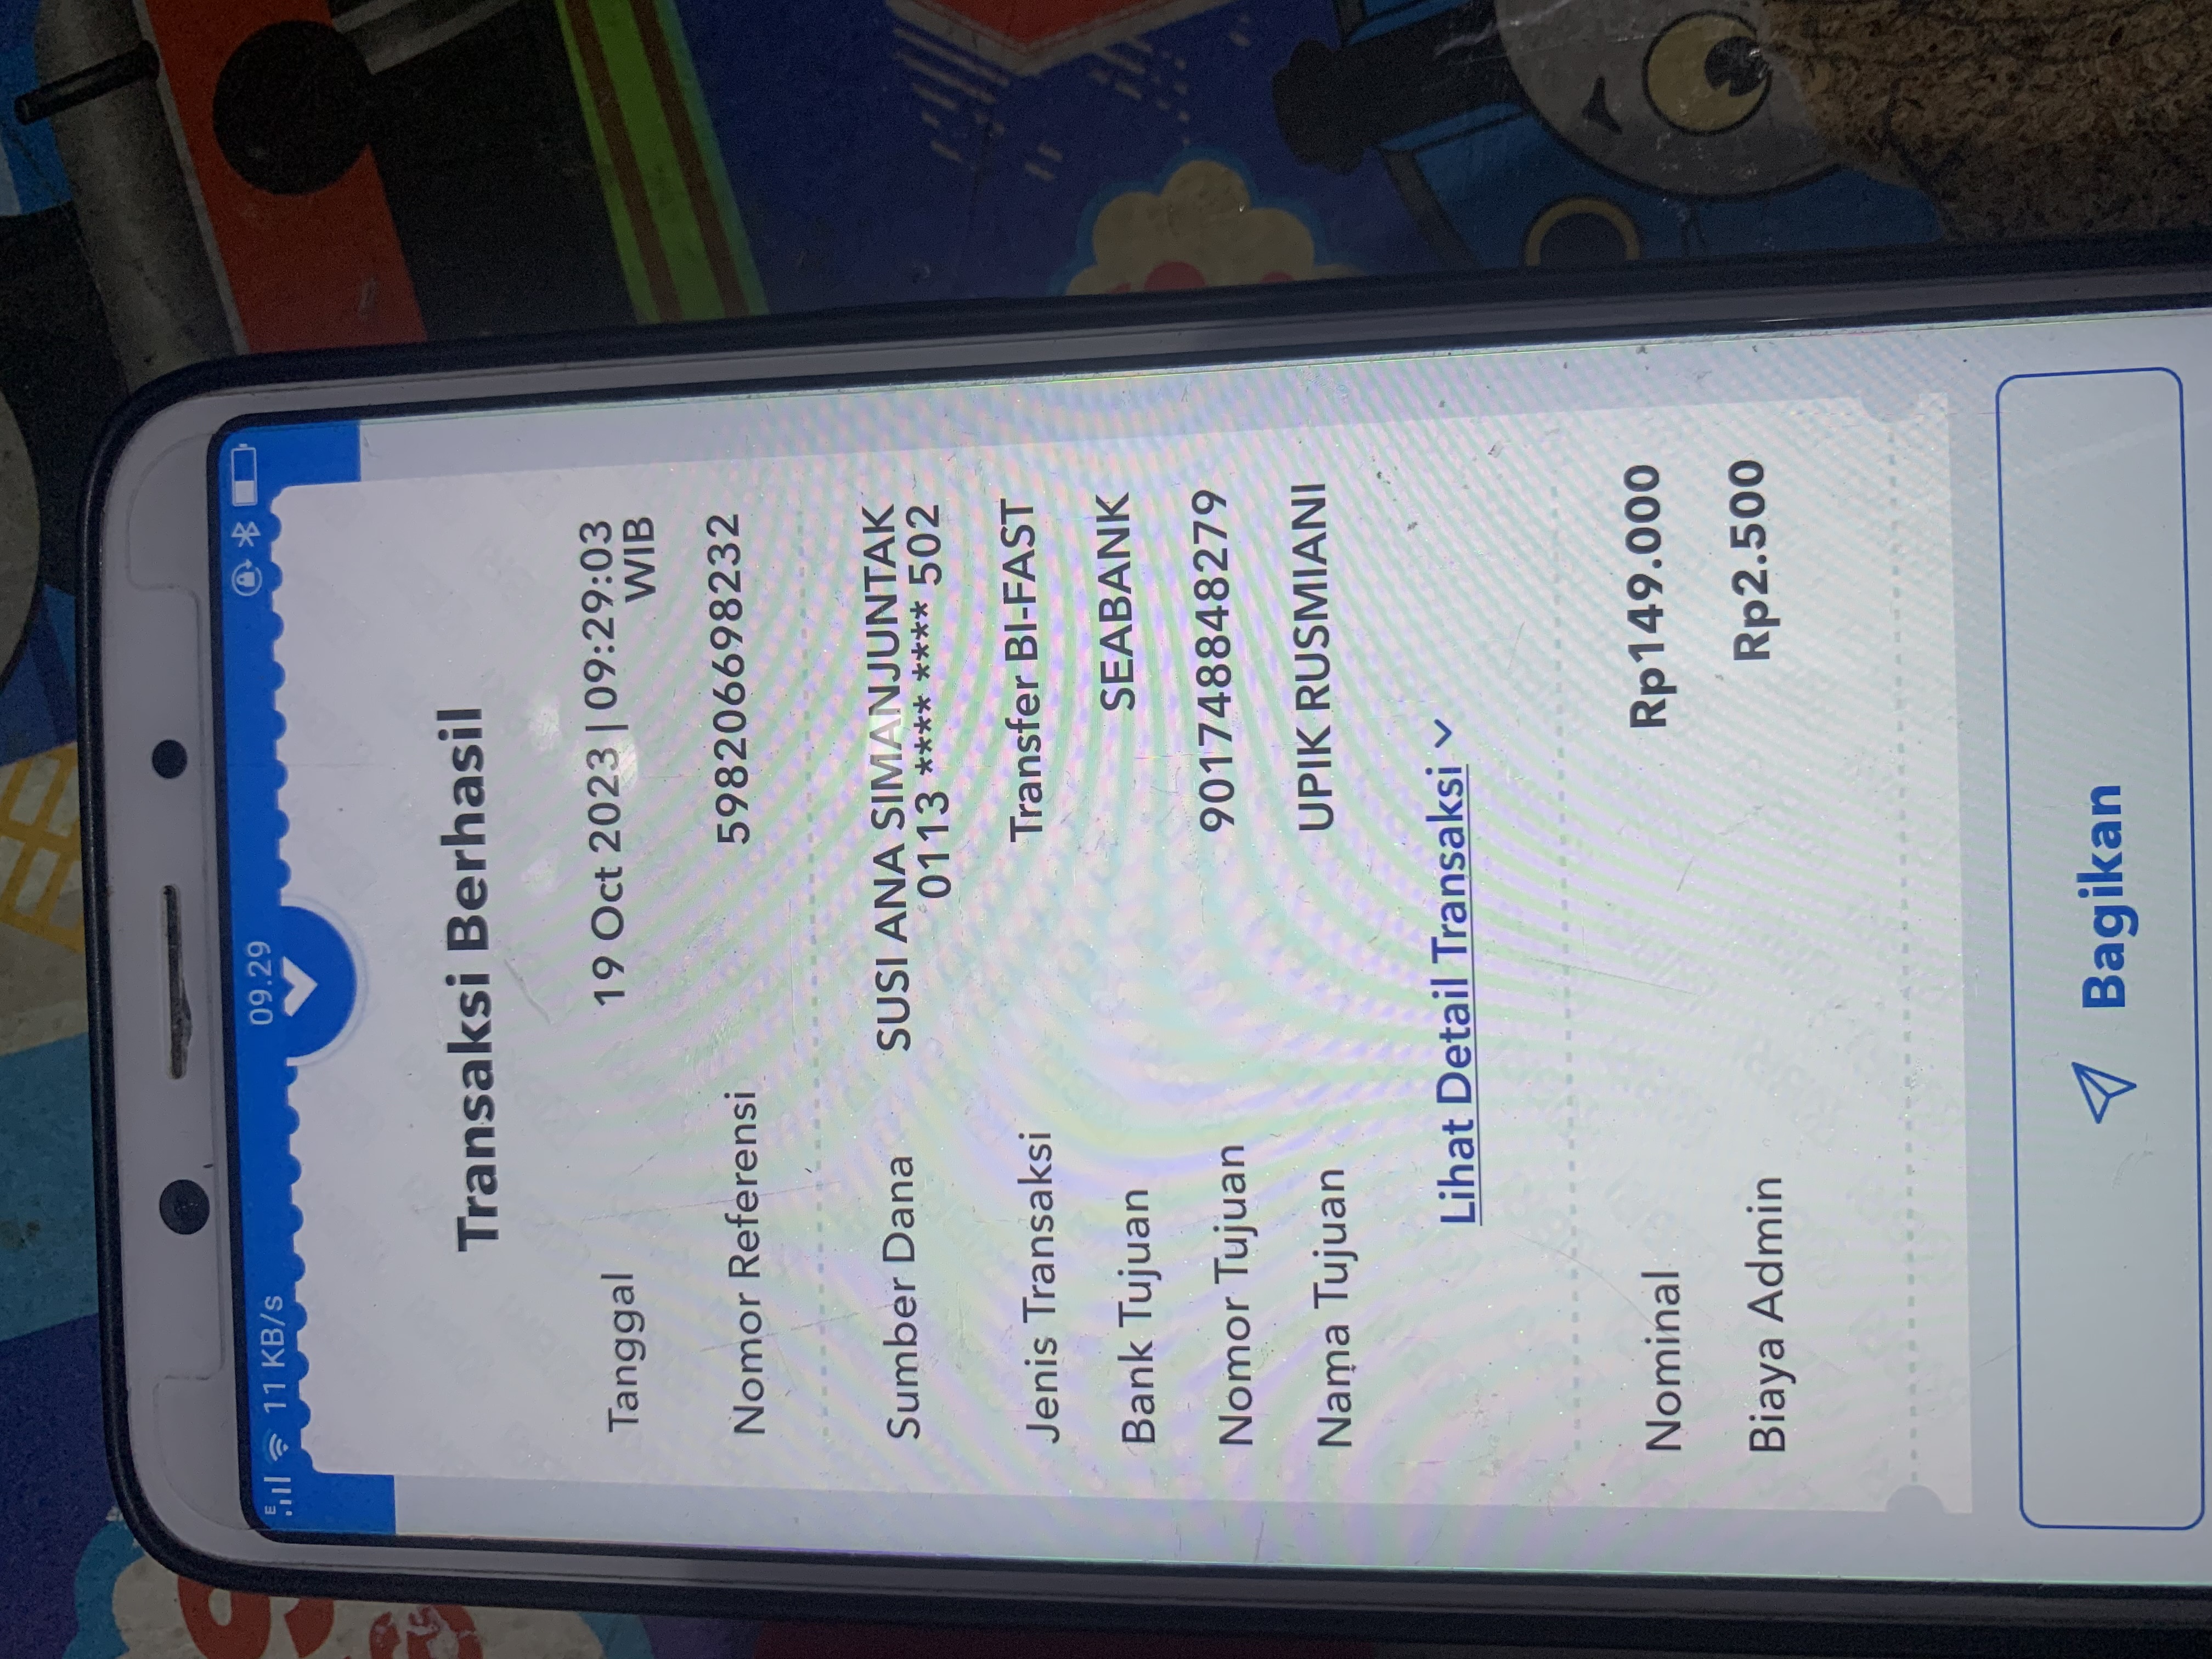 11 KB/s
09.29
Transaksi Berhasil
Tanggal
19 Oct 2023 | 09:29:03
WIB
Nomor Referensi
598206698232
Sumber Dana
SUSI ANA SIMANJUNTAK
0113 **** **** 502
Jenis Transaksi
Transfer BI-FAST
Bank Tujuan
SEABANK
Nomor Tujuan
901748848279
Nama Tujuan
UPIK RUSMIANI
Lihat Detail Transaksi
Nominal
Rp149.000
Biaya Admin
Rp2.500
Bagikan